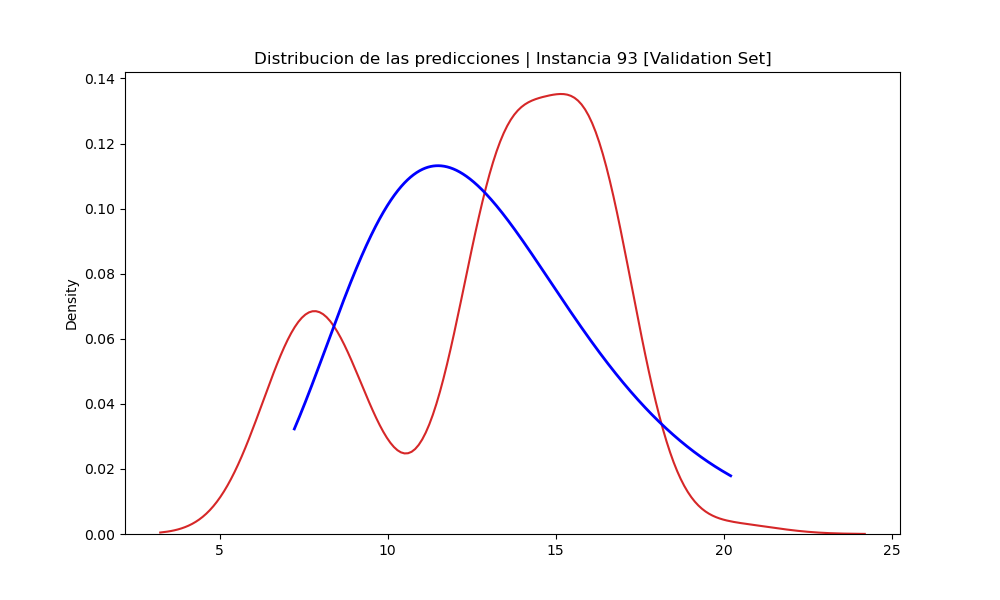 Distribucion de las predicciones | Instancia 93 [Validation Set]
0.14
0.12
0.10
0.08
0.06
0.04
0.02
0.00
Density
5 10 15 20 25